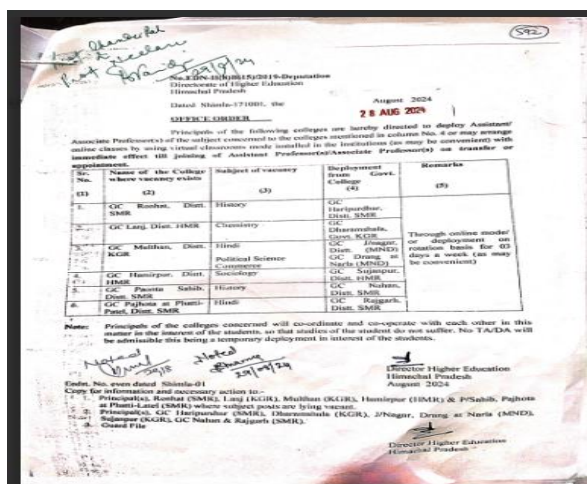 592
Prof. Chander Pal
Prof.
No.EDN-H(8)B(15)/2019-Deputation
Directorate of Higher Education
Himachal Pradesh
Dated Shimla-171001, the August 2024
28 AUG 2024
OFFICE ORDER
Principals of the following colleges are hereby directed to deploy Assistant/
Associate Professor(s) of the subject concerned to the colleges mentioned in column No. 4 or may arrange
online classes by using virtual classroom mode installed in the institutions (as may be convenient) with
immediate effect till joining of Assistant Professor(s)/Associate Professor(s) on transfer or
appointment.
Sr. No. Name of the College where vacancy exists Subject of vacancy Deployment from Govt. College Remarks
(1) (2) (3) (4) (5)
1. GC Ronhat, Distt. SMR History GC Haripurdhar, Distt. SMR
2. GC Lanj, Dist. HMR Chemistry GC Dharamshala, Govt. KGR
3. GC Multhan, Distt. KGR Hindi GC J/nagar, Distt. (MND)
Political Science Commerce GC Drang at Narla (MND)
4. GC Hamirpur, Distt. HMR Sociology GC Sujanpur, Distt. HMR
5. GC Paonta Sahib, Distt. SMR History GC Nahan, Distt. SMR
6. GC Pajhota at Phatti-Patel, Distt. SMR Hindi GC Rajgarh, Distt. SMR
Through online mode/ or deployment on rotation basis for 03 days a week (as may be convenient)
Note: Principals of the colleges concerned will co-ordinate and co-operate with each other in this
matter in the interest of the students, so that studies of the student do not suffer. No TA/DA will
be admissible this being a temporary deployment in interest of the students.
Noted
Noted
29/08/24
Director Higher Education
Himachal Pradesh
August 2024
Endst. No. even dated Shimla-01
Copy for information and necessary action to:-
1. Principal(s), Ronhat (SMR), Lanj (KGR), Multhan (KGR), Hamirpur (HMR) & P/Sahib, Pajhota
at Phatti-Patel (SMR) where subject posts are lying vacant.
2. Principal(s), GC Haripurdhar (SMR), Dharamshala (KGR), J/Nagar, Drang at Narla (MND),
Sujanpur (KGR), GC Nahan & Rajgarh (SMR).
3. Guard File
Director Higher Education
Himachal Pradesh